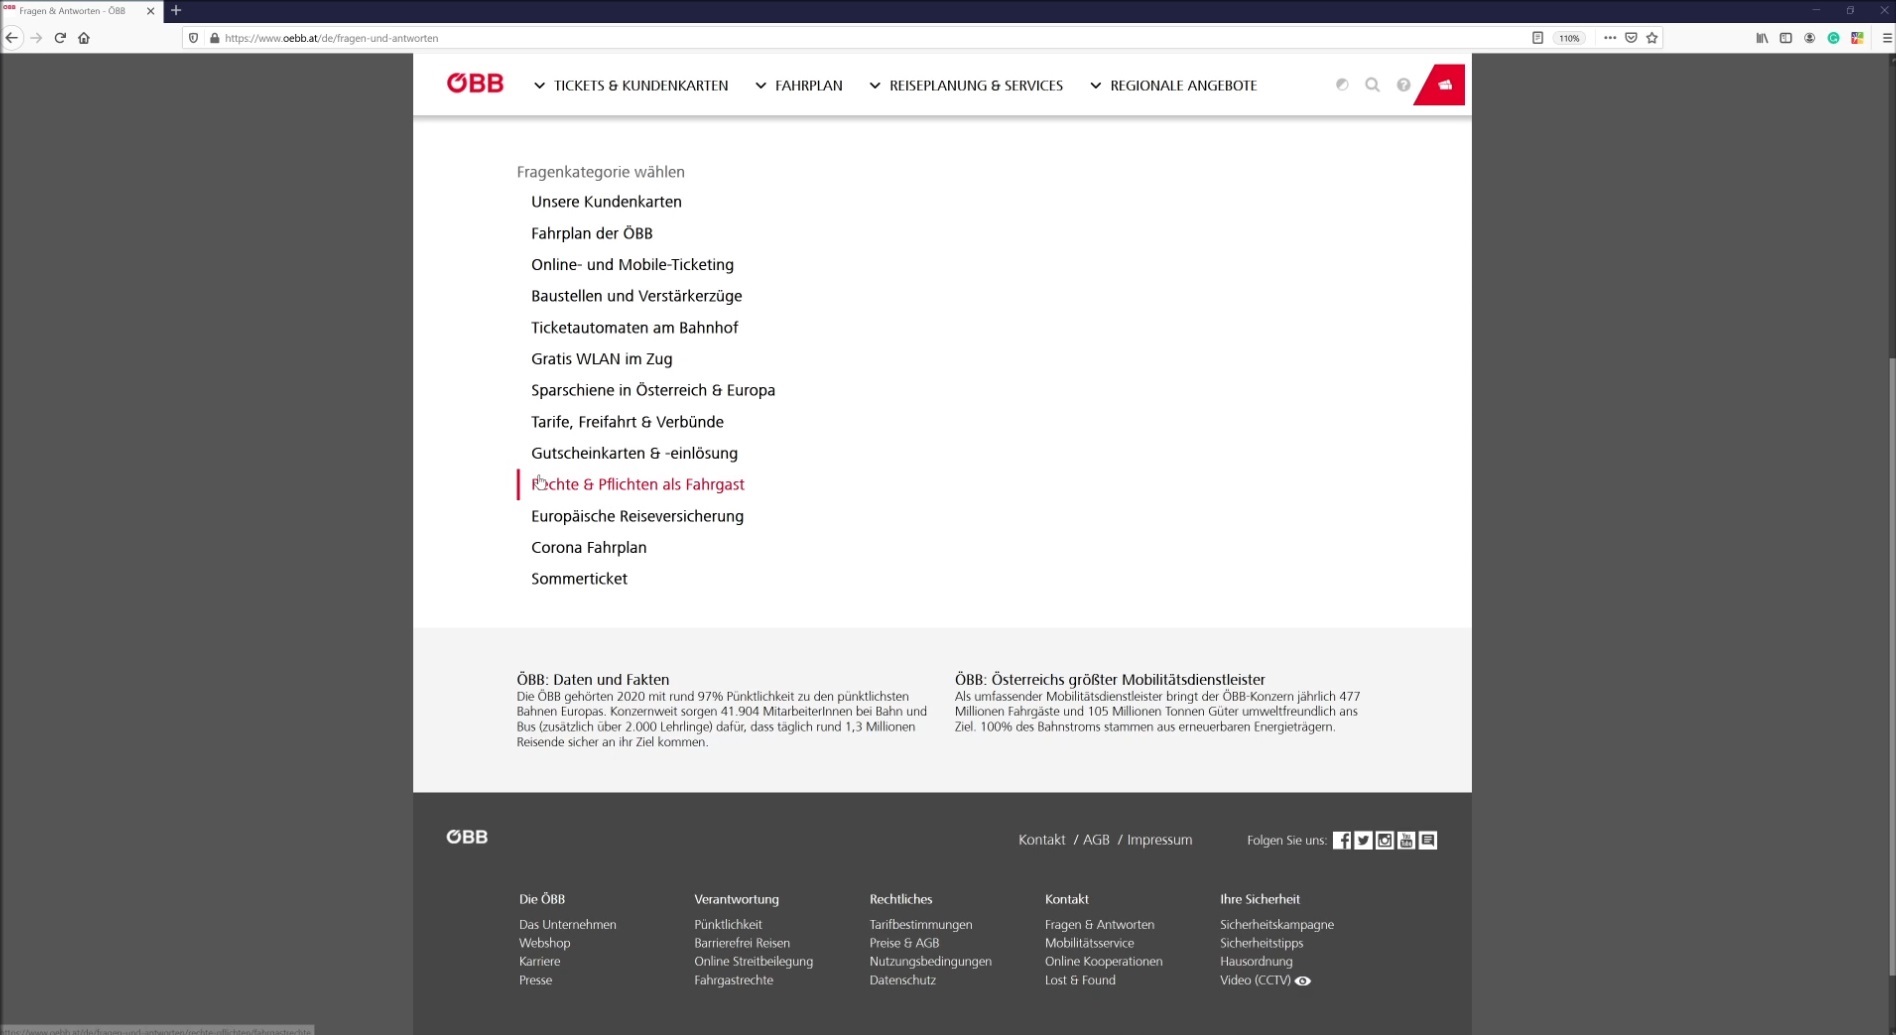 Fragen & Antworten - ÖBB
https://www.oebb.at/de/fragen-und-antworten
110%
ÖBB
TICKETS & KUNDENKARTEN
FAHRPLAN
REISEPLANUNG & SERVICES
REGIONALE ANGEBOTE
Fragenkategorie wählen
Unsere Kundenkarten
Fahrplan der ÖBB
Online- und Mobile-Ticketing
Baustellen und Verstärkerzüge
Ticketautomaten am Bahnhof
Gratis WLAN im Zug
Sparschiene in Österreich & Europa
Tarife, Freifahrt & Verbünde
Gutscheinkarten & -einlösung
Rechte & Pflichten als Fahrgast
Europäische Reiseversicherung
Corona Fahrplan
Sommerticket
ÖBB: Daten und Fakten
Die ÖBB gehörten 2020 mit rund 97% Pünktlichkeit zu den pünktlichsten
Bahnen Europas. Konzernweit sorgen 41.904 MitarbeiterInnen bei Bahn und
Bus (zusätzlich über 2.000 Lehrlinge) dafür, dass täglich rund 1,3 Millionen
Reisende sicher an ihr Ziel kommen.
ÖBB: Österreichs größter Mobilitätsdienstleister
Als umfassender Mobilitätsdienstleister bringt der ÖBB-Konzern jährlich 477
Millionen Fahrgäste und 105 Millionen Tonnen Güter umweltfreundlich ans
Ziel. 100% des Bahnstroms stammen aus erneuerbaren Energieträgern.
ÖBB
Kontakt / AGB / Impressum
Folgen Sie uns:
Die ÖBB
Das Unternehmen
Webshop
Karriere
Presse
Verantwortung
Pünktlichkeit
Barrierefrei Reisen
Online Streitbeilegung
Fahrgastrechte
Rechtliches
Tarifbestimmungen
Preise & AGB
Nutzungsbedingungen
Datenschutz
Kontakt
Fragen & Antworten
Mobilitätsservice
Online Kooperationen
Lost & Found
Ihre Sicherheit
Sicherheitskampagne
Sicherheitstipps
Hausordnung
Video (CCTV)